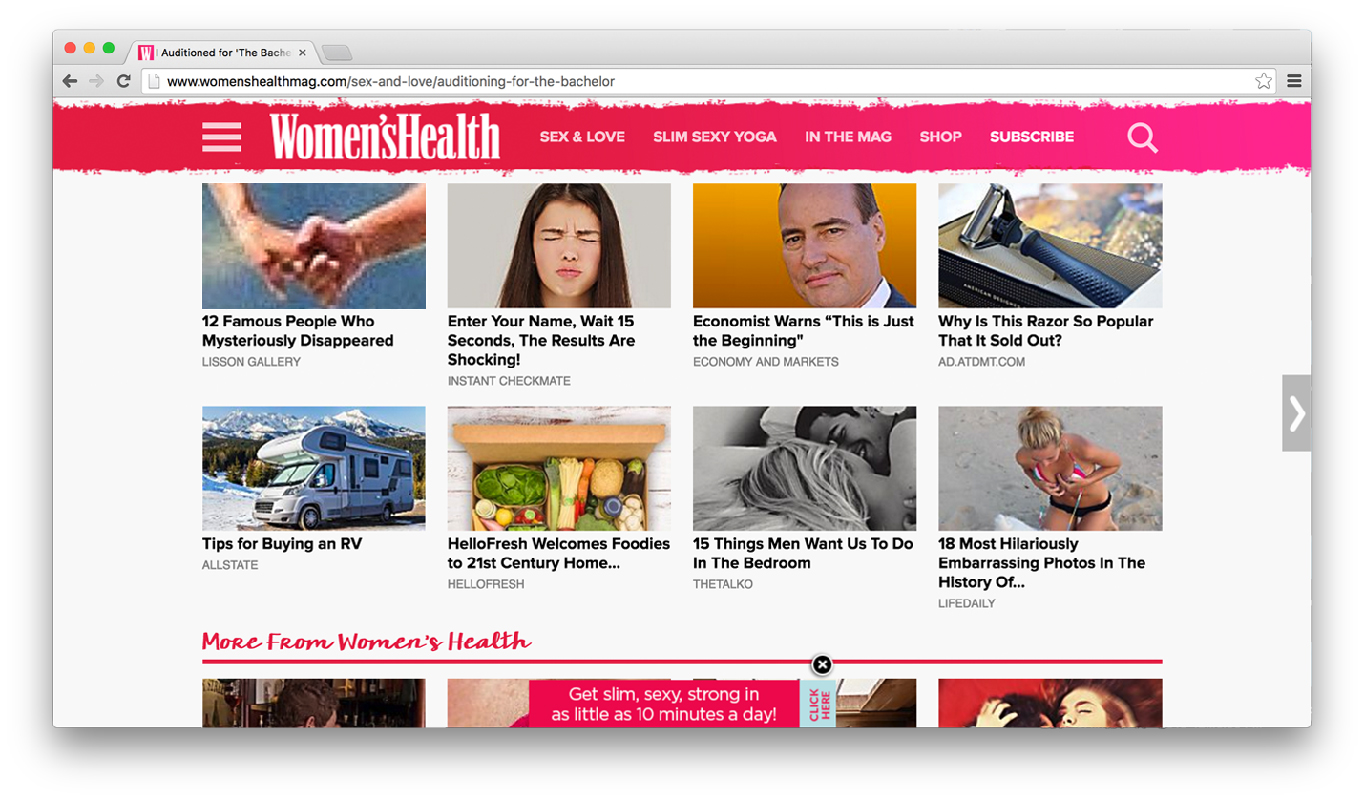 W I Auditioned for 'The Bache
www.womenshealthmag.com/sex-and-love/auditioning-for-the-bachelor
Women'sHealth SEX & LOVE SLIM SEXY YOGA IN THE MAG SHOP SUBSCRIBE
AMERICAN DESIGNED
12 Famous People Who
Mysteriously Disappeared
LISSON GALLERY
Enter Your Name, Wait 15
Seconds, The Results Are
Shocking!
INSTANT CHECKMATE
Economist Warns “This is Just
the Beginning"
ECONOMY AND MARKETS
Why Is This Razor So Popular
That It Sold Out?
AD.ATDMT.COM
Tips for Buying an RV
ALLSTATE
HelloFresh Welcomes Foodies
to 21st Century Home...
HELLOFRESH
15 Things Men Want Us To Do
In The Bedroom
THETALKO
18 Most Hilariously
Embarrassing Photos In The
History Of...
LIFEDAILY
More From Women's Health
Get slim, sexy, strong in
as little as 10 minutes a day!
CLICK
HERE